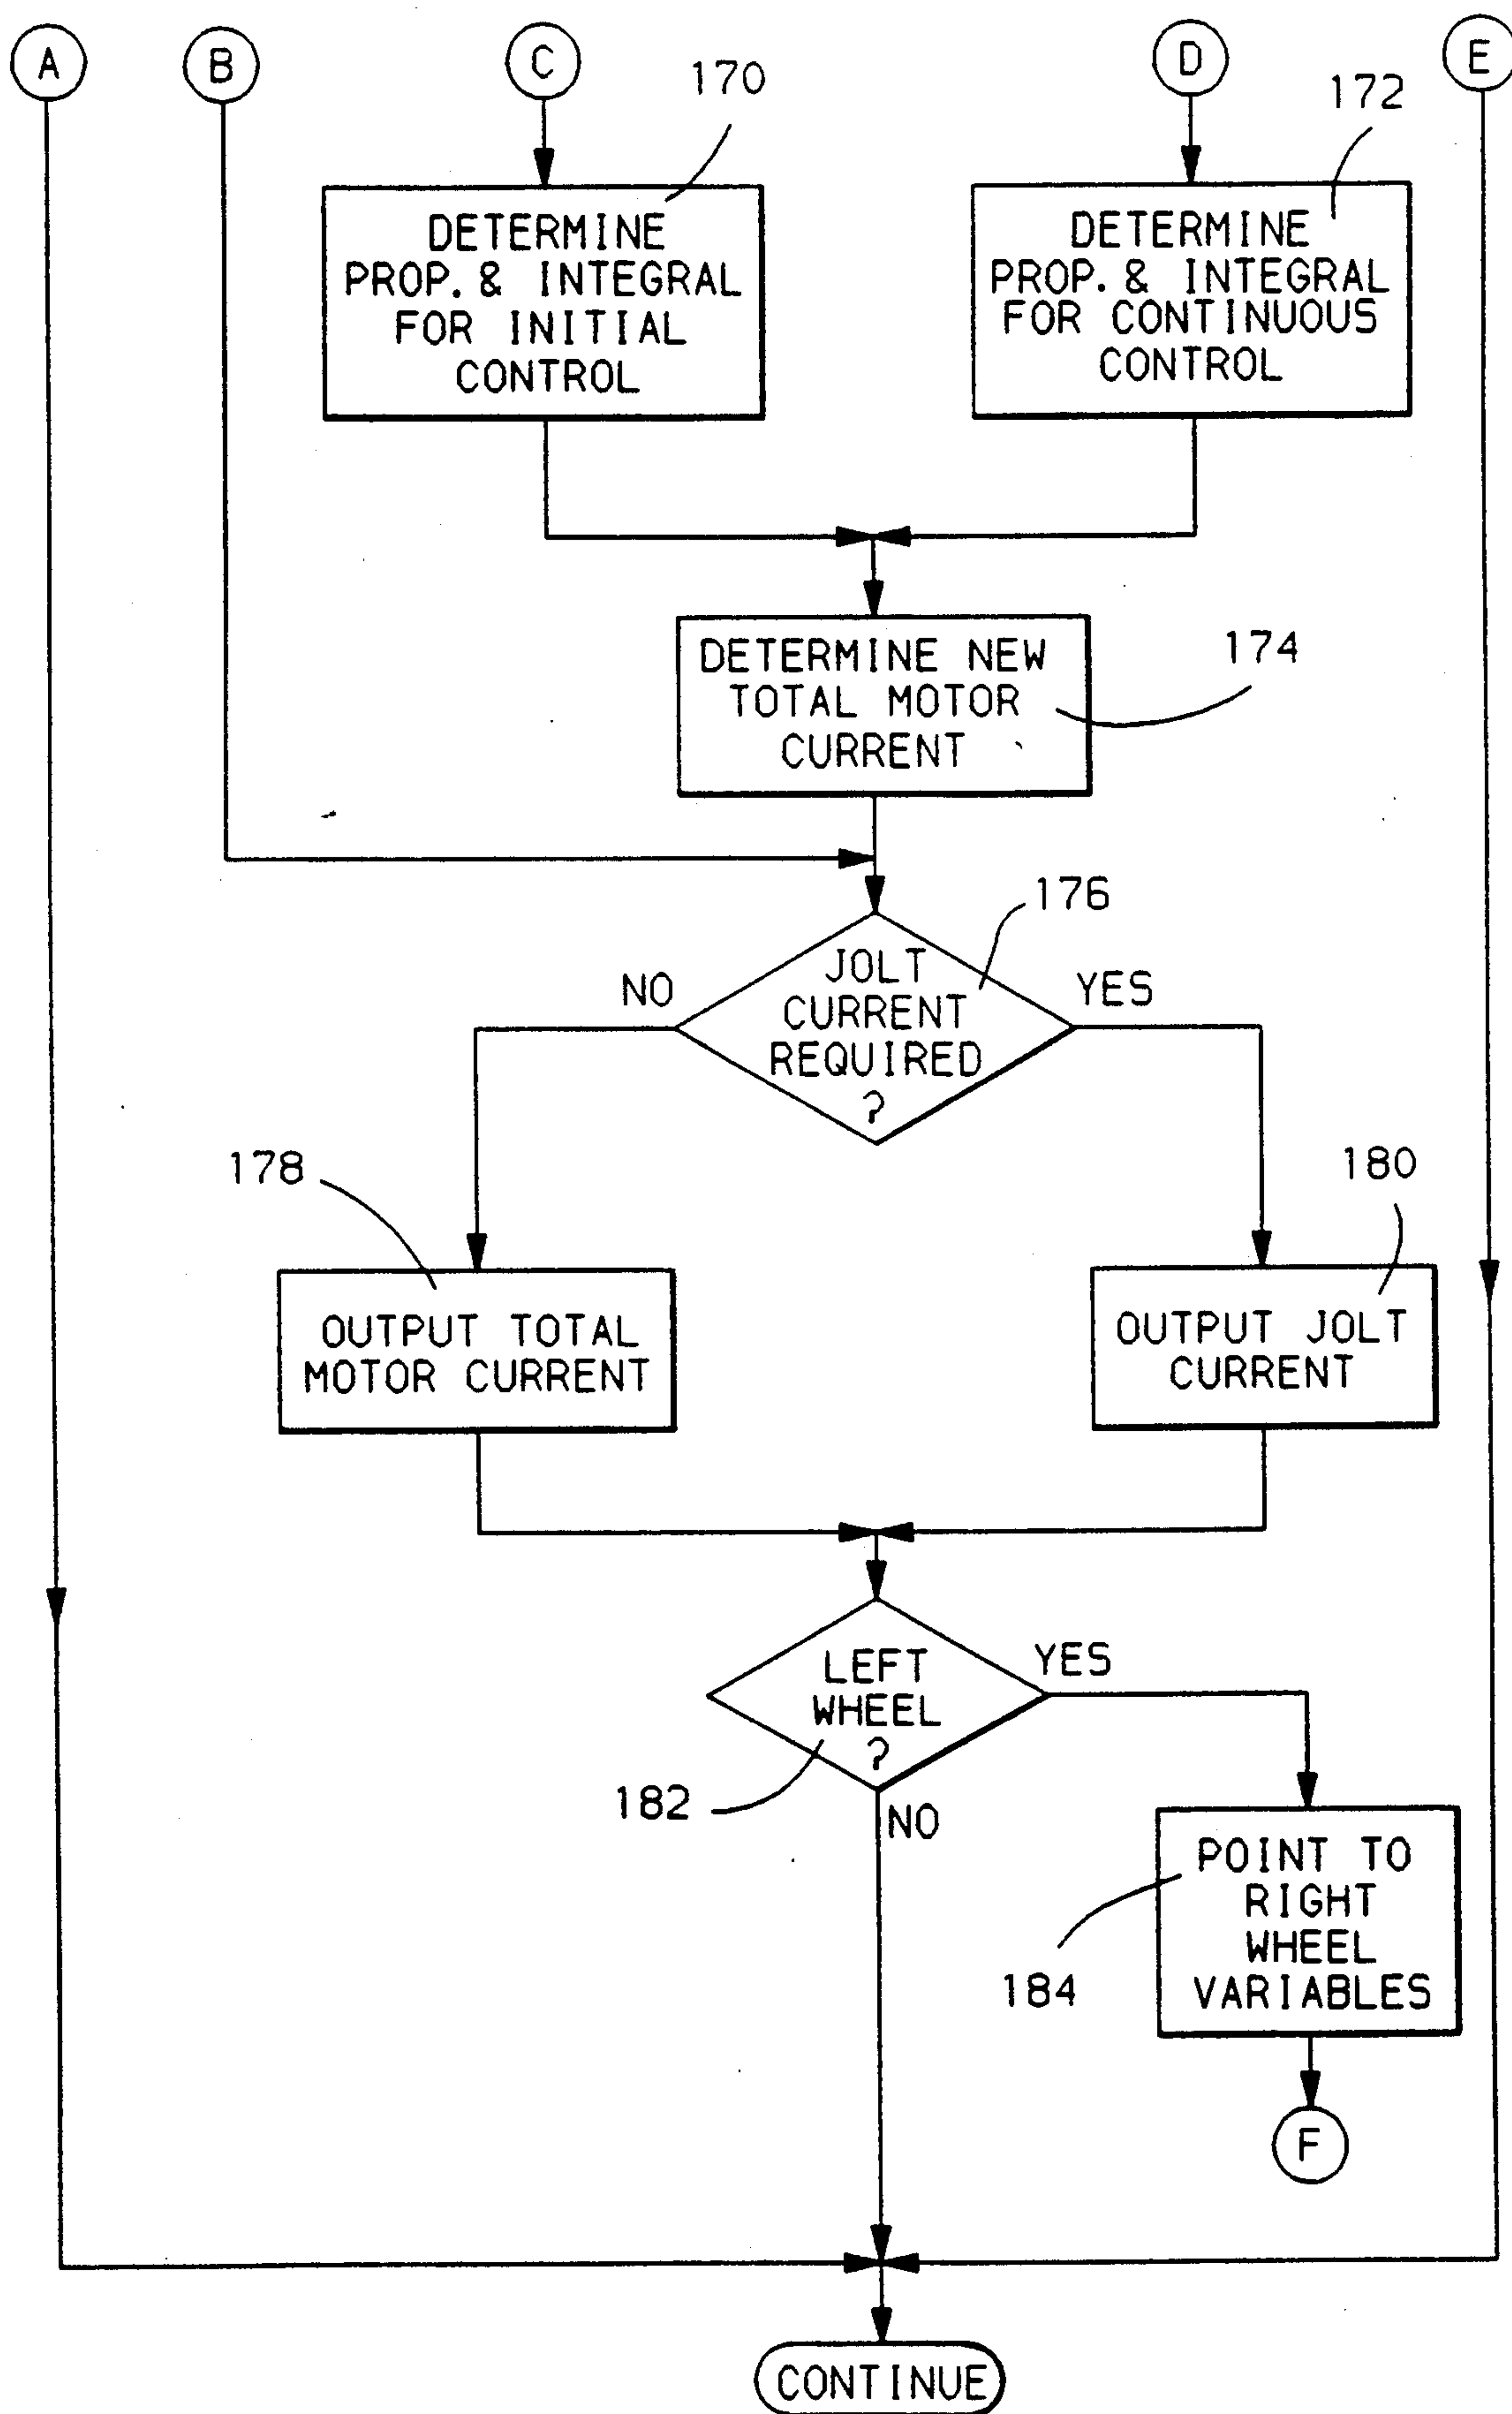 A
B
C
D
E
170
172
DETERMINE
PROP. & INTEGRAL
FOR INITIAL
CONTROL
DETERMINE
PROP. & INTEGRAL
FOR CONTINUOUS
CONTROL
DETERMINE NEW
TOTAL MOTOR
CURRENT
174
176
NO
JOLT
CURRENT
REQUIRED
?
YES
178
180
OUTPUT TOTAL
MOTOR CURRENT
OUTPUT JOLT
CURRENT
LEFT
WHEEL
?
YES
182
NO
POINT TO
RIGHT
WHEEL
VARIABLES
184
F
CONTINUE